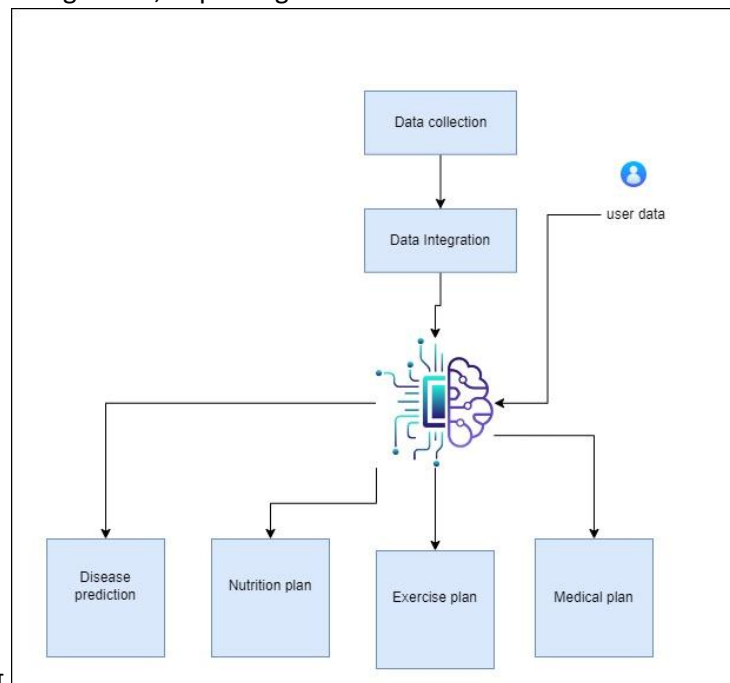 Data collection
user data
Data Integration
Disease
prediction
Nutrition plan
Exercise plan
Medical plan